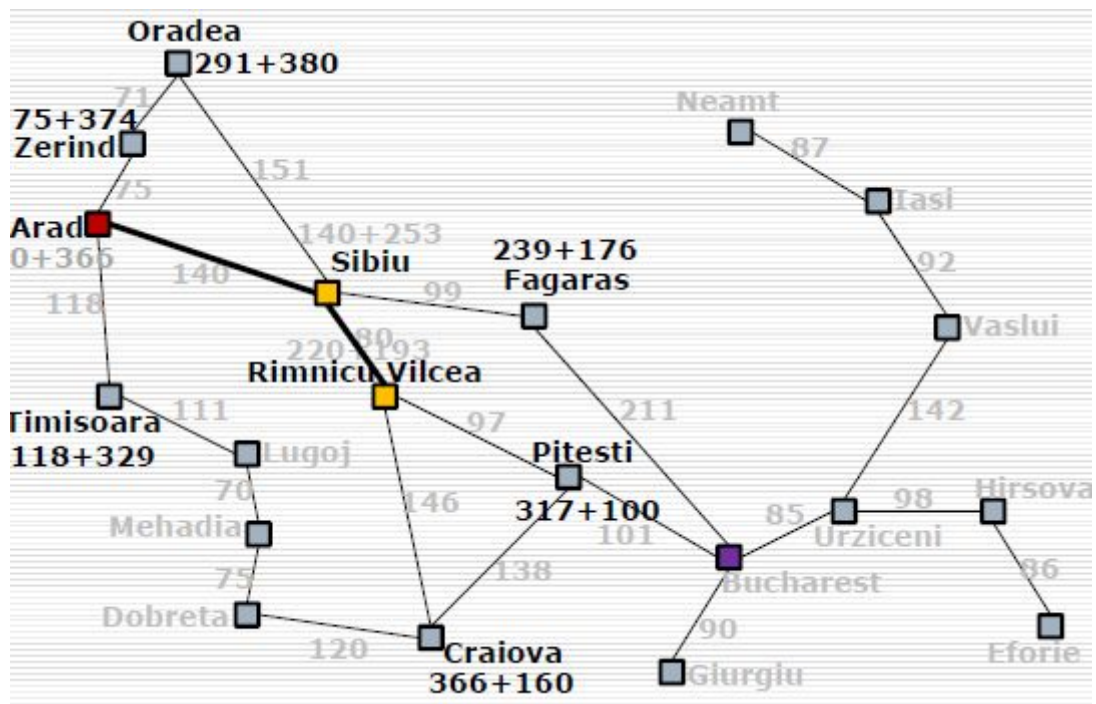 Oradea
291+380
71
Neamt
75+374
Zerind
87
151
75
Iasi
Arad
140+253
239+176
0+366
Sibiu
Fagaras
92
140
99
118
Vaslui
80
220+193
Rimnicu Vilcea
211
142
Timisoara
111
97
118+329
Lugoj
Pitesti
70
146
317+100
98
Hirsova
Mehadia
101
85
Urziceni
75
138
86
Bucharest
Dobreta
90
120
Craiova
Eforie
366+160
Giurgiu